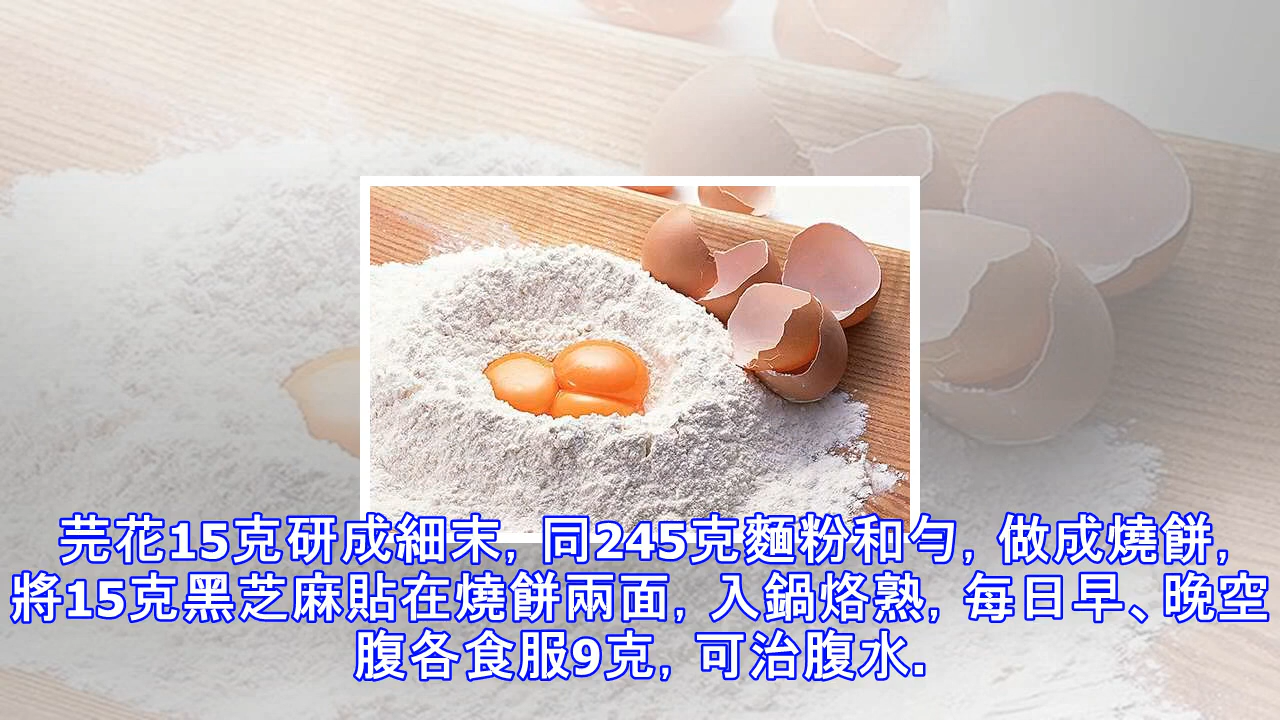 芫花15克研成細末, 同245克麵粉和勻, 做成燒餅,
將15克黑芝麻貼在燒餅兩面, 入鍋烙熟, 每日早、晚空
腹各食服9克, 可治腹水.